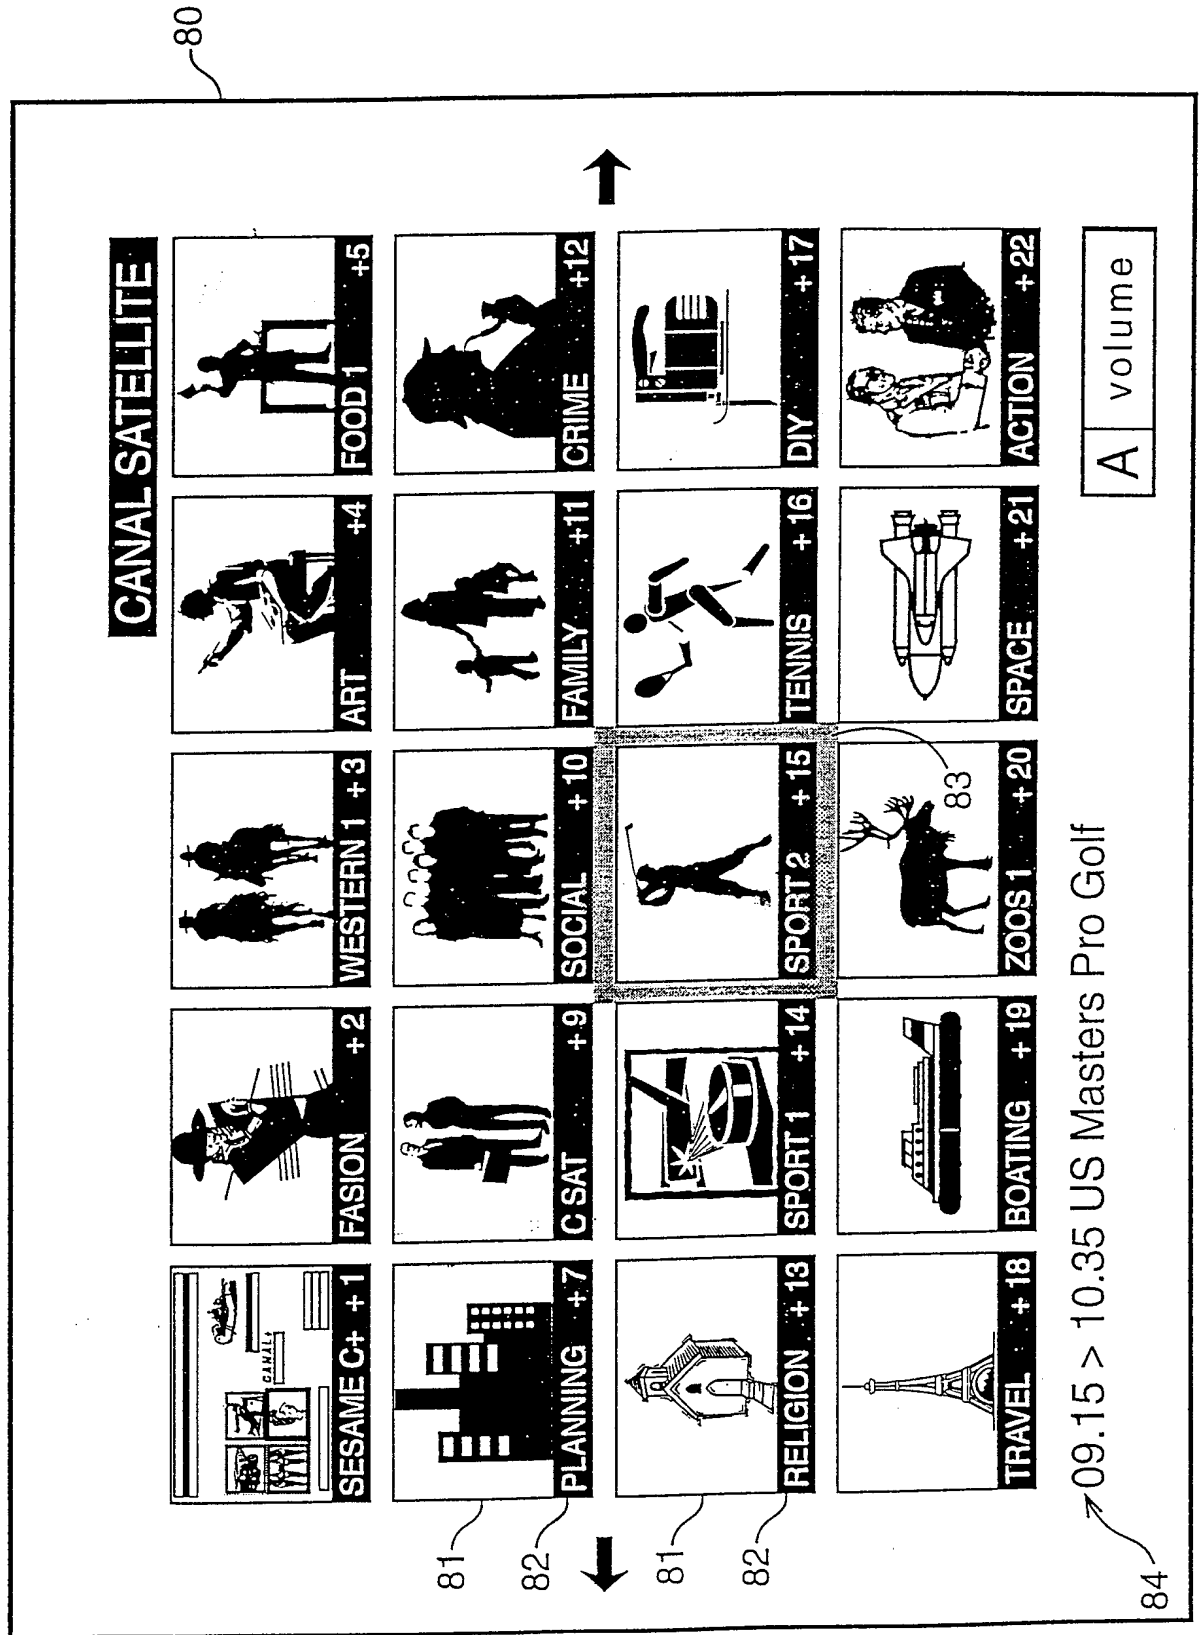 80
CANAL SATELLITE
SESAME C+ +1
FASION +2
WESTERN 1 +3
ART +4
FOOD 1 +5
CANAL+
81
82
PLANNING +7
C SAT +9
SOCIAL +10
FAMILY +11
CRIME +12
81
82
RELIGION +13
SPORT 1 +14
SPORT 2 +15
TENNIS +16
DIY +17
83
TRAVEL +18
BOATING +19
ZOOS 1 +20
SPACE +21
ACTION +22
84
09.15 > 10.35 US Masters Pro Golf
A volume